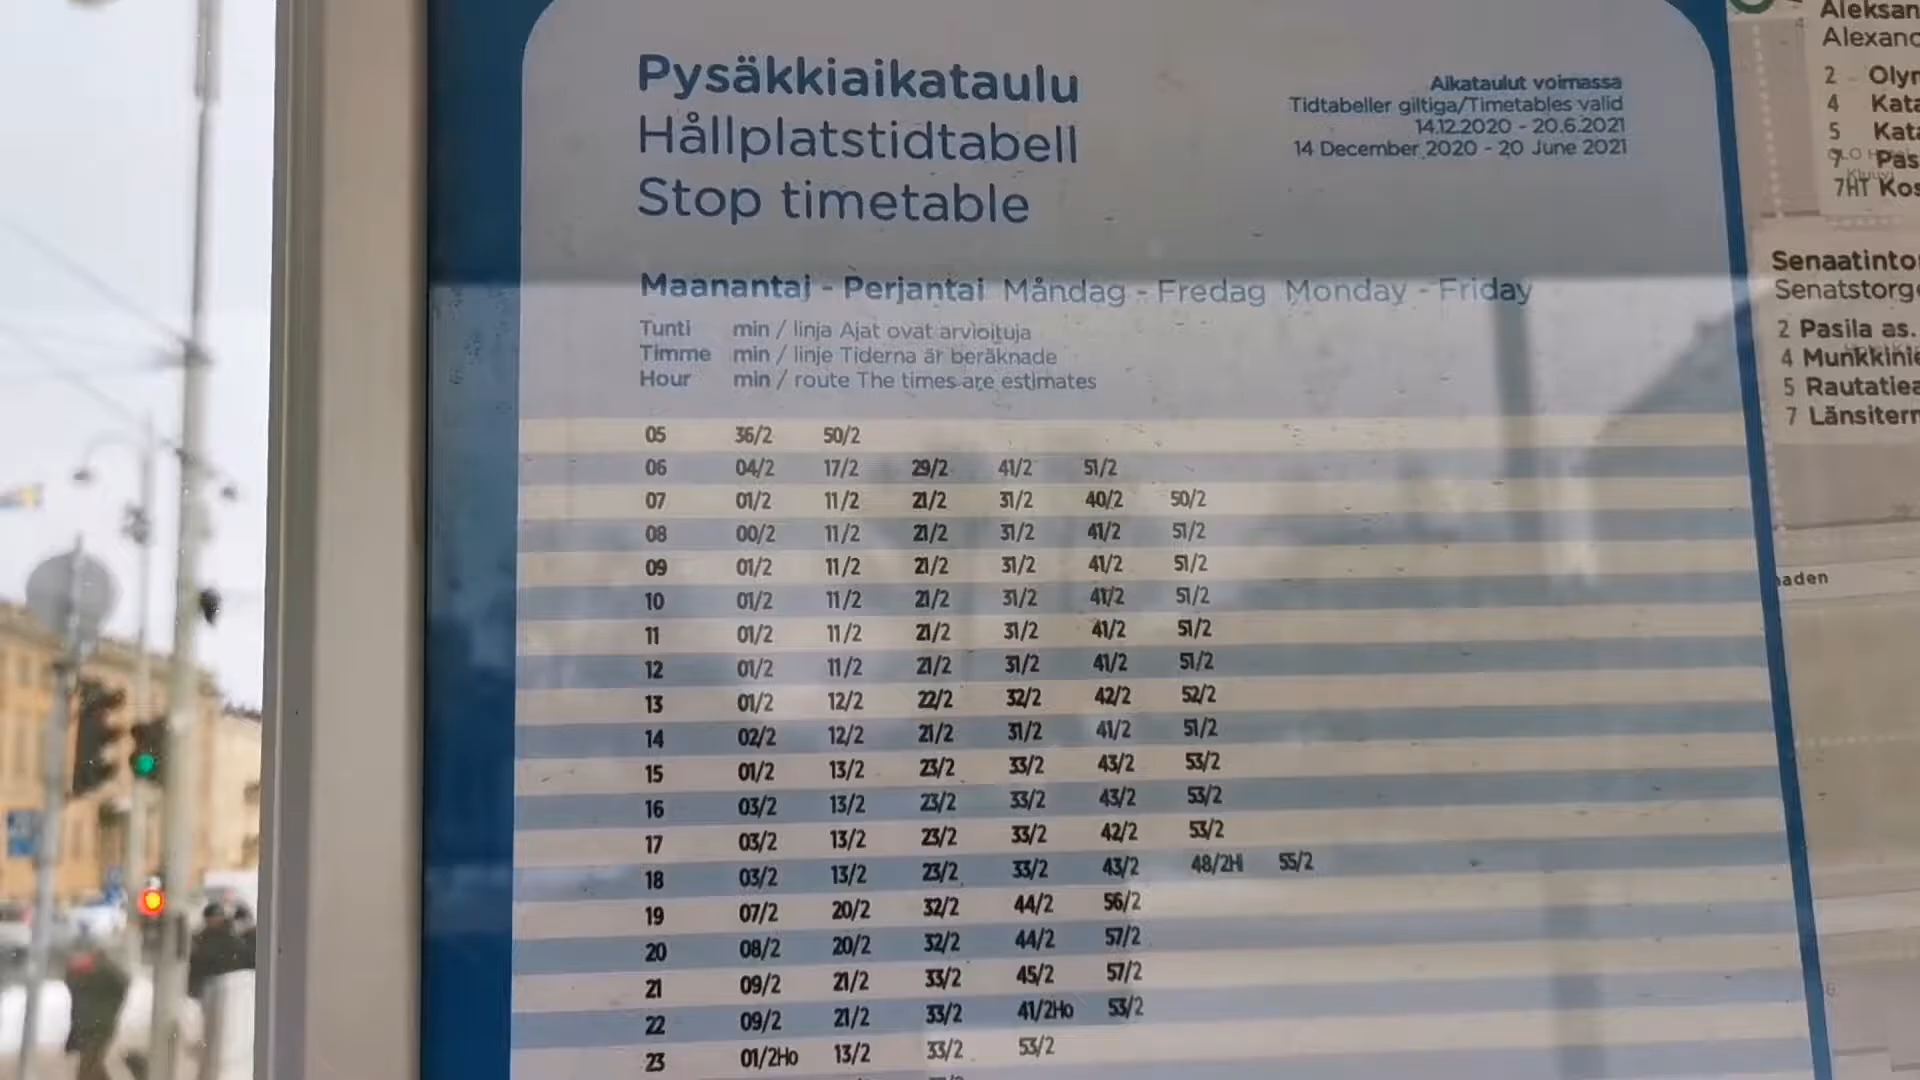 Pysäkkiaikataulu
Hållplatstidtabell
Stop timetable
Aikataulut voimassa
Tidtabeller giltiga/Timetables valid
14.12.2020 - 20.6.2021
14 December 2020 - 20 June 2021
Maanantai - Perjantai Måndag - Fredag Monday - Friday
Tunti min / linja Ajat ovat arvioituja
Timme min / linje Tiderna är beräknade
Hour min / route The times are estimates
05 36/2 50/2
06 04/2 17/2 29/2 41/2 51/2
07 01/2 11/2 21/2 31/2 40/2 50/2
08 00/2 11/2 21/2 31/2 41/2 51/2
09 01/2 11/2 21/2 31/2 41/2 51/2
10 01/2 11/2 21/2 31/2 41/2 51/2
11 01/2 11/2 21/2 31/2 41/2 51/2
12 01/2 11/2 21/2 31/2 41/2 51/2
13 01/2 12/2 22/2 32/2 42/2 52/2
14 02/2 12/2 21/2 31/2 41/2 51/2
15 01/2 13/2 23/2 33/2 43/2 53/2
16 03/2 13/2 23/2 33/2 43/2 53/2
17 03/2 13/2 23/2 33/2 42/2 53/2
18 03/2 13/2 23/2 33/2 43/2 48/2Hi 55/2
19 07/2 20/2 32/2 44/2 56/2
20 08/2 20/2 32/2 44/2 57/2
21 09/2 21/2 33/2 45/2 57/2
22 09/2 21/2 33/2 41/2Ho 53/2
23 01/2Ho 13/2 33/2 53/2
Aleksan
Alexand
2 Olym
4 Kata
5 Kata
7 Pas
7HT Kos
Senaatinto
Senatstorge
2 Pasila as.
4 Munkkinie
5 Rautatiea
7 Länsiterm
aden